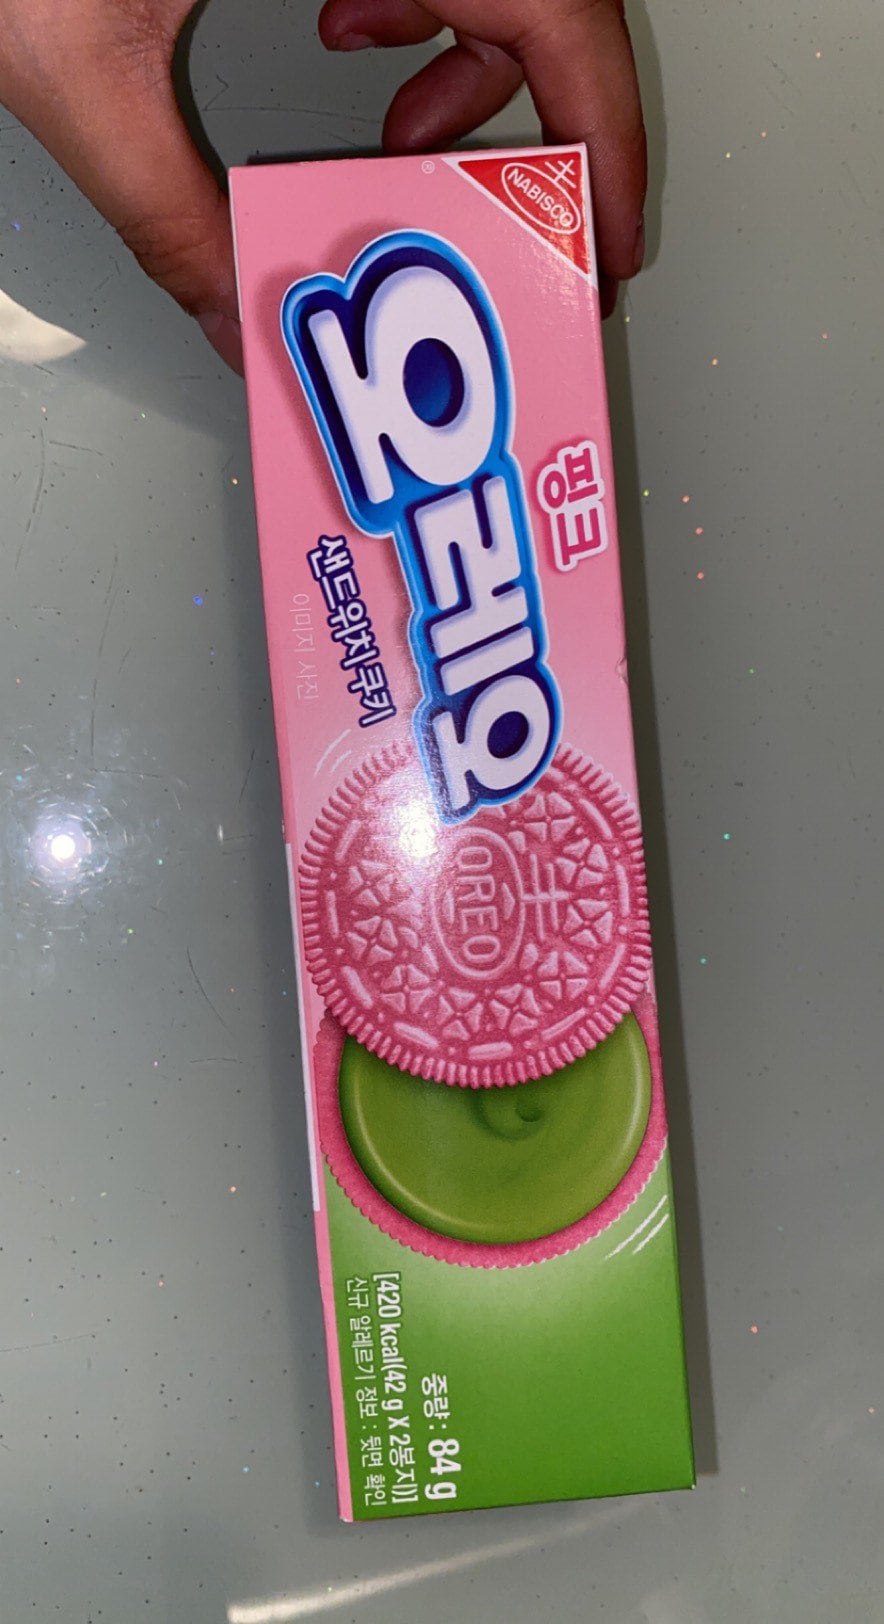 NABISCO
®
핑크
오레오
샌드위치 쿠키
이미지 사진
OREO
중량 : 84 g
[420 kcal(42 g X 2봉지)]
신규 알레르기 정보 : 뒷면 확인